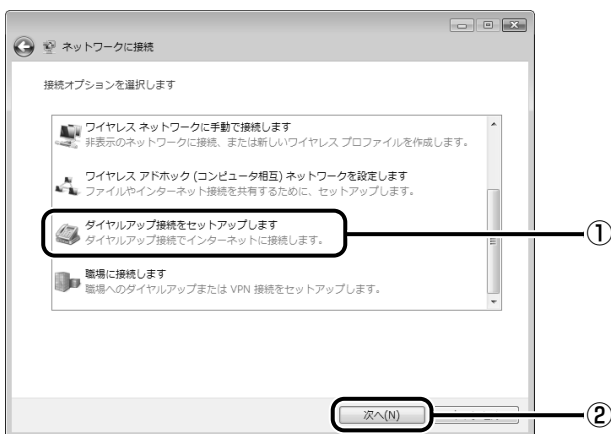 ネットワークに接続
接続オプションを選択します
ワイヤレス ネットワークに手動で接続します
非表示のネットワークに接続、または新しいワイヤレス プロファイルを作成します。
ワイヤレス アドホック (コンピュータ相互) ネットワークを設定します
ファイルやインターネット接続を共有するために、セットアップします。
ダイヤルアップ接続をセットアップします
ダイヤルアップ接続でインターネットに接続します。
①
職場に接続します
職場へのダイヤルアップまたは VPN 接続をセットアップします。
次へ(N)
②